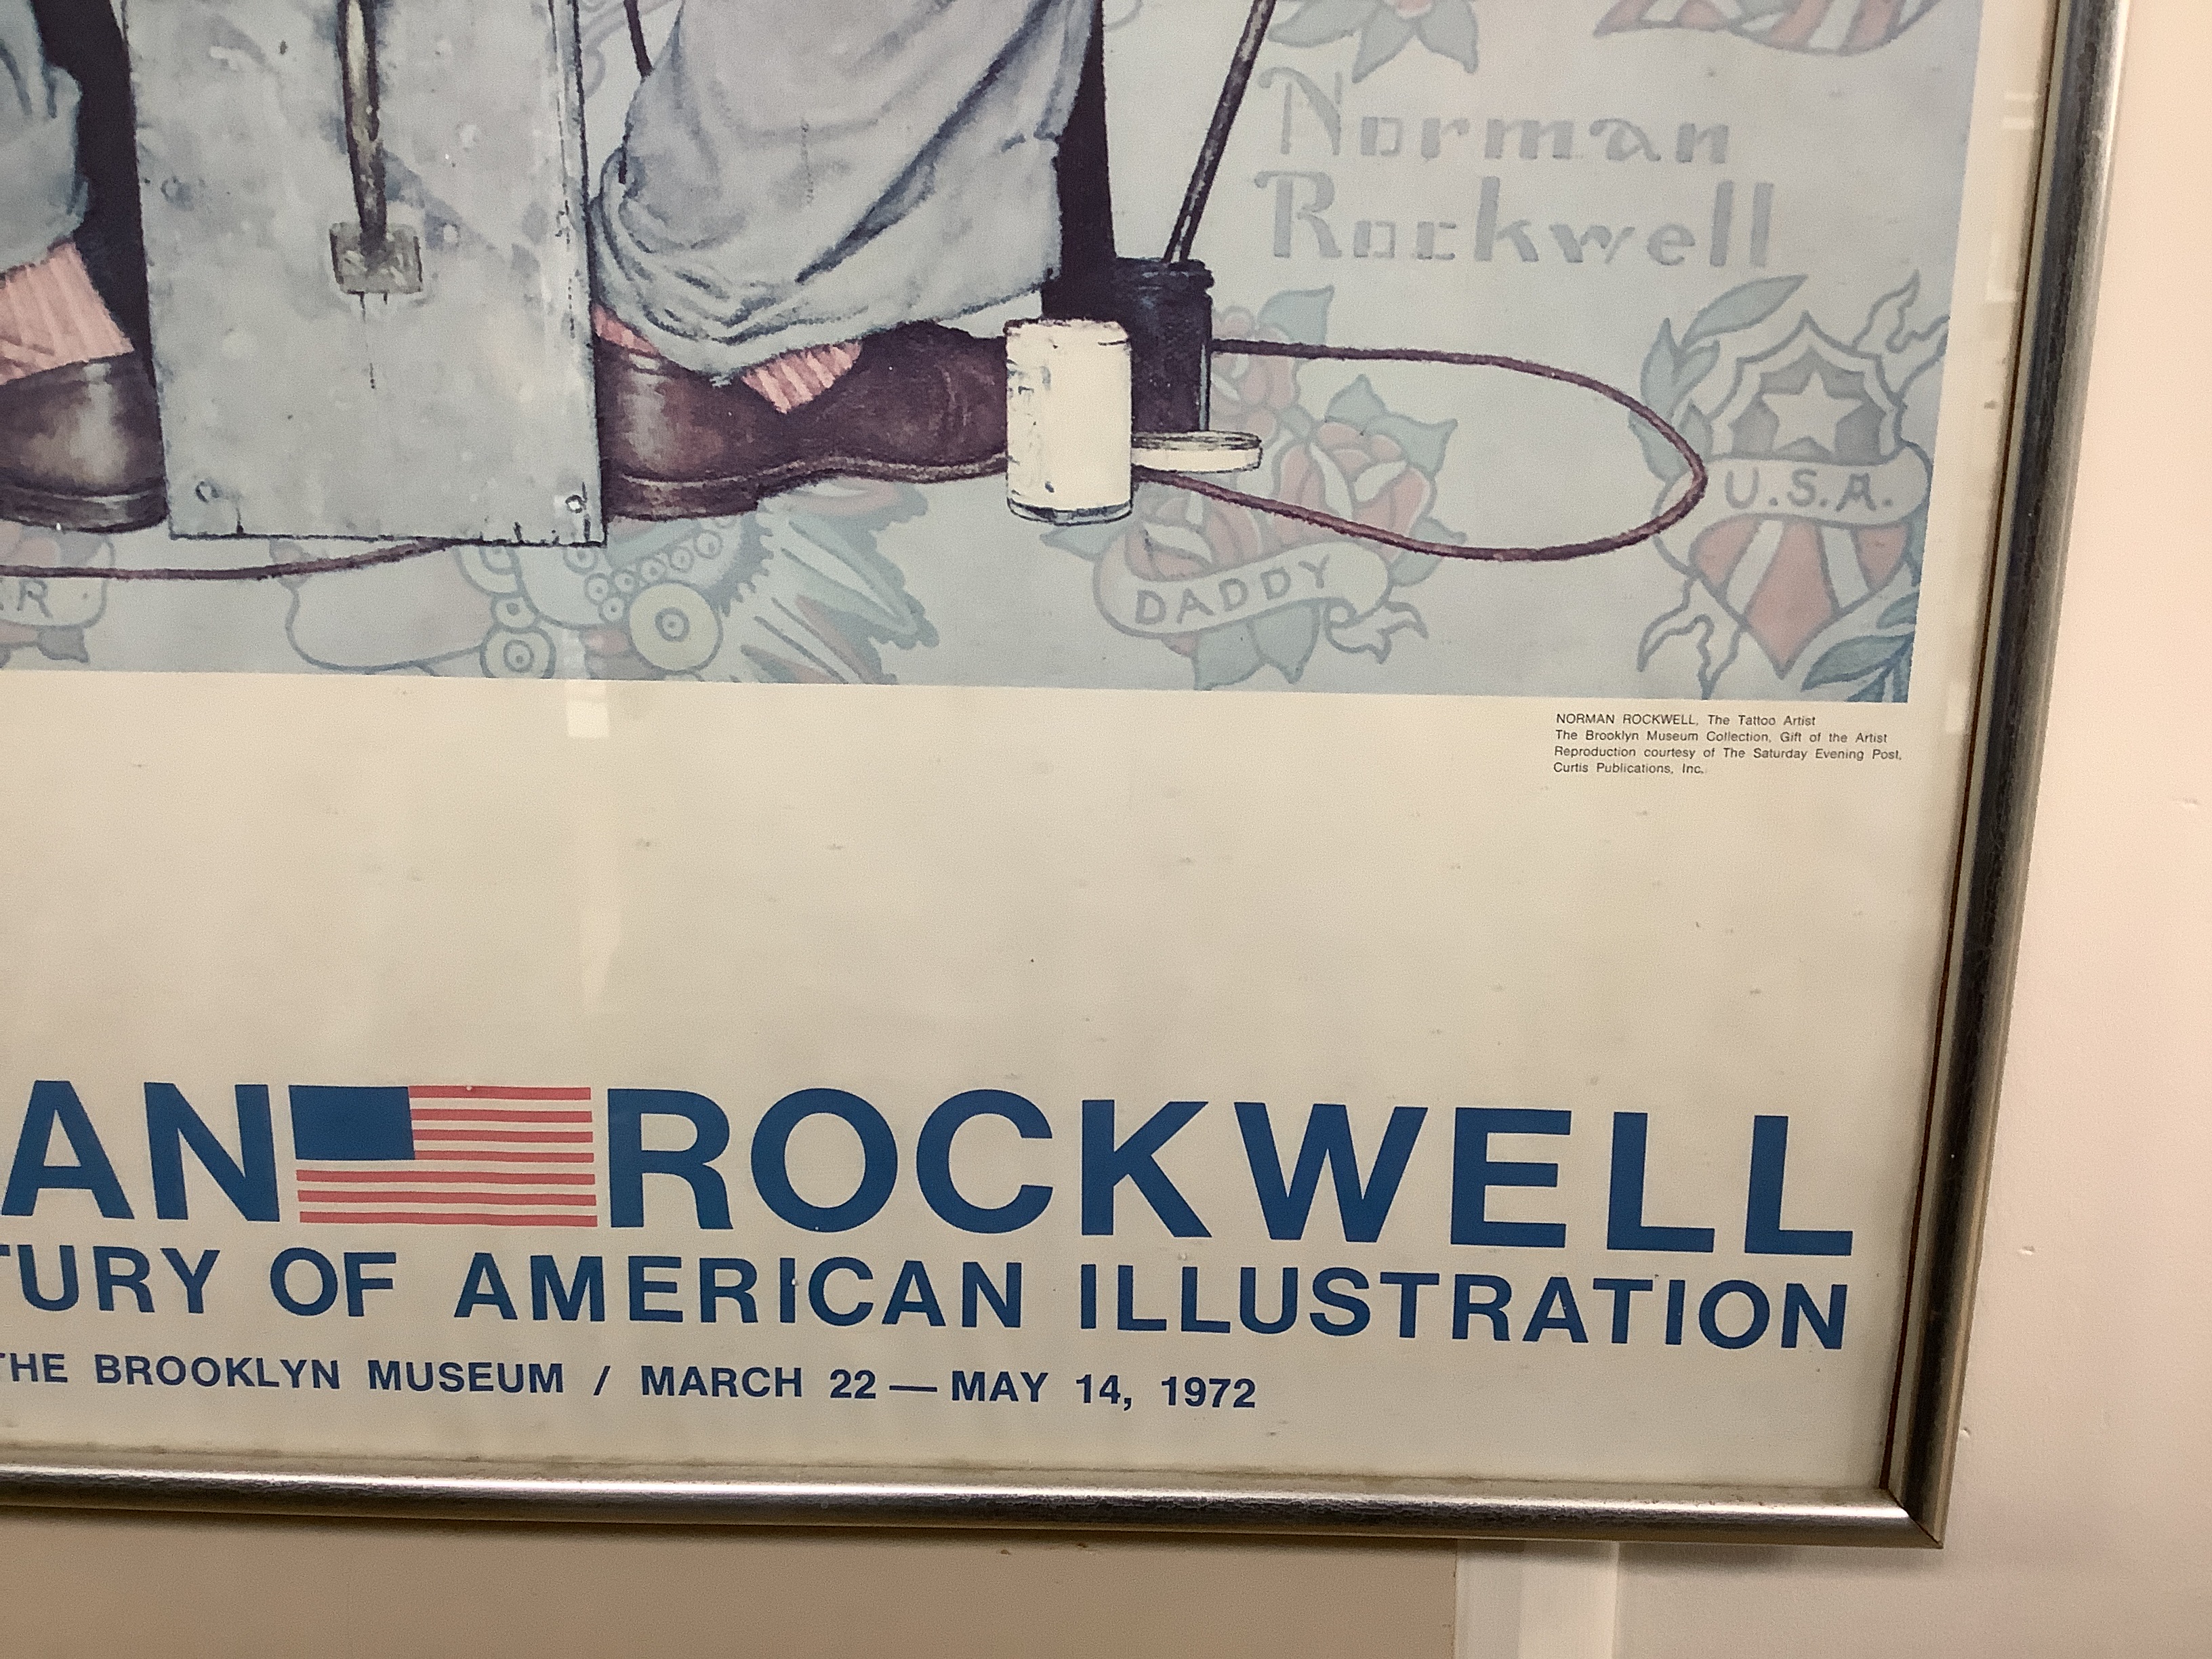 Norman
Rockwell
U.S.A.
DADDY
R
NORMAN ROCKWELL, The Tattoo Artist
The Brooklyn Museum Collection, Gift of the Artist
Reproduction courtesy of The Saturday Evening Post,
Curtis Publications, Inc.
AN ROCKWELL
TURY OF AMERICAN ILLUSTRATION
THE BROOKLYN MUSEUM / MARCH 22 — MAY 14, 1972